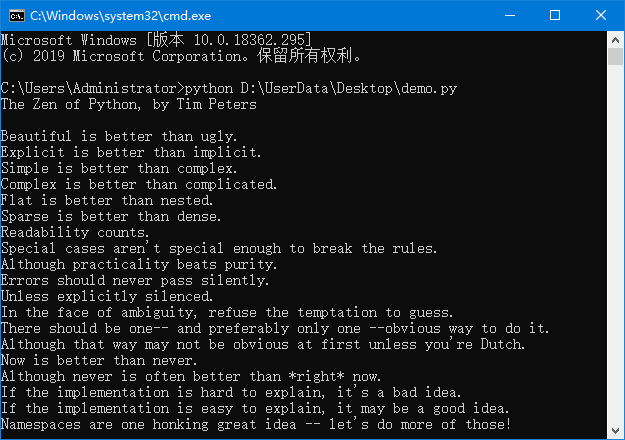 C:\Windows\system32\cmd.exe
Microsoft Windows [版本 10.0.18362.295]
(c) 2019 Microsoft Corporation。保留所有权利。
C:\Users\Administrator>python D:\UserData\Desktop\demo.py
The Zen of Python, by Tim Peters
Beautiful is better than ugly.
Explicit is better than implicit.
Simple is better than complex.
Complex is better than complicated.
Flat is better than nested.
Sparse is better than dense.
Readability counts.
Special cases aren't special enough to break the rules.
Although practicality beats purity.
Errors should never pass silently.
Unless explicitly silenced.
In the face of ambiguity, refuse the temptation to guess.
There should be one-- and preferably only one --obvious way to do it.
Although that way may not be obvious at first unless you're Dutch.
Now is better than never.
Although never is often better than *right* now.
If the implementation is hard to explain, it's a bad idea.
If the implementation is easy to explain, it may be a good idea.
Namespaces are one honking great idea -- let's do more of those!